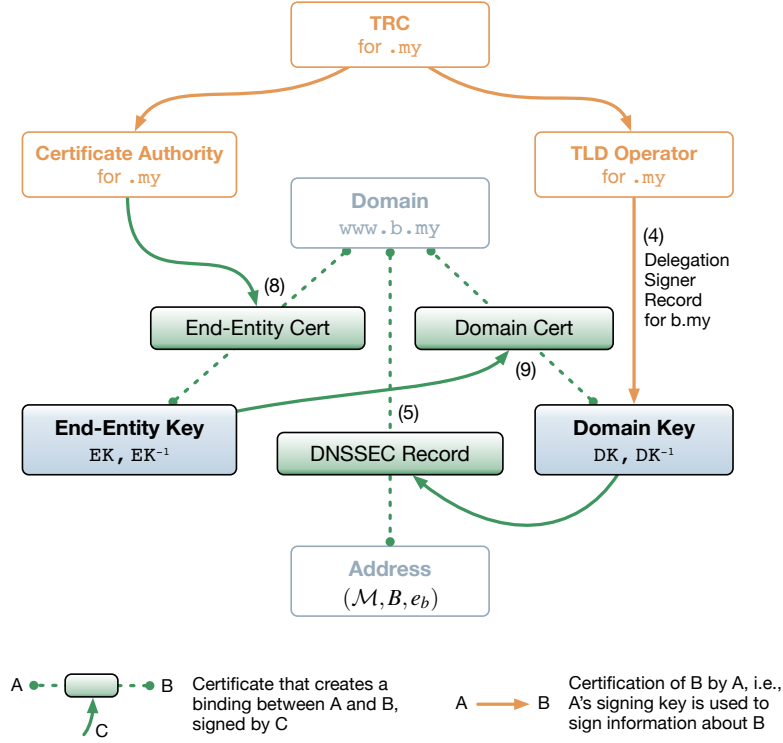 TRC
for .my
Certificate Authority
for .my
TLD Operator
for .my
Domain
www.b.my
(4)
Delegation
Signer
Record
for b.my
(8)
End-Entity Cert
Domain Cert
(9)
End-Entity Key
EK, EK⁻¹
(5)
DNSSEC Record
Domain Key
DK, DK⁻¹
Address
(ℳ, B, e_b)
A
B
C
Certificate that creates a
binding between A and B,
signed by C
A
B
Certification of B by A, i.e.,
A's signing key is used to
sign information about B